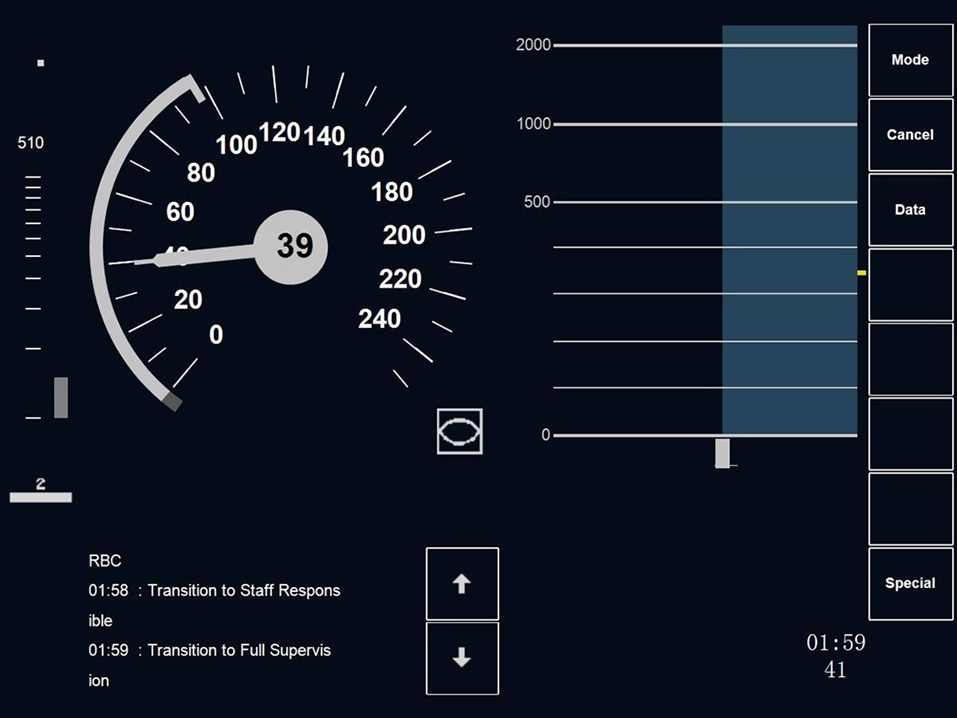 510
2
0
20
40
60
80
100
120
140
160
180
200
220
240
39
2000
1000
500
0
Mode
Cancel
Data
Special
RBC
01:58 : Transition to Staff Respons
ible
01:59 : Transition to Full Supervis
ion
01:59
41